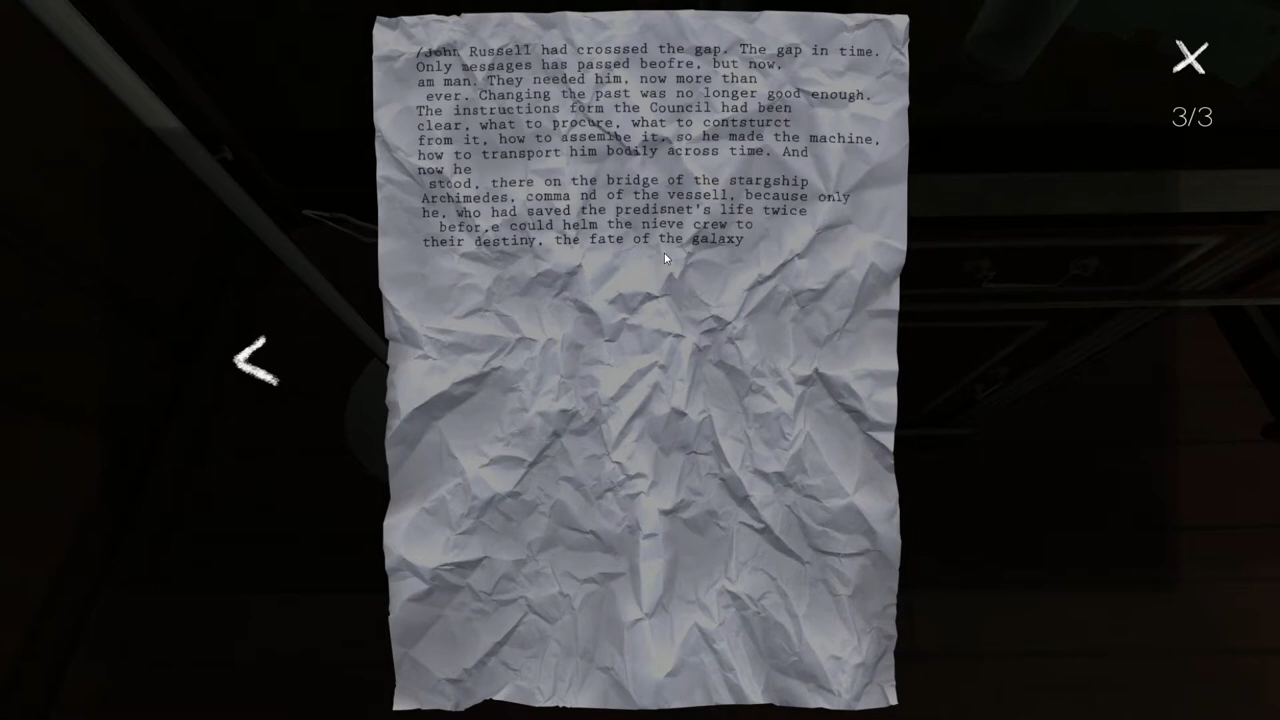 /John Russell had crosssed the gap. The gap in time.
Only messages has passed beofre, but now,
am man. They needed him, now more than
ever. Changing the past was no longer good enough.
The instructions form the Council had been
clear, what to procure, what to contsturct
from it, how to assemlbe it, so he made the machine,
how to transport him bodily across time. And
now he
stood, there on the bridge of the stargship
Archimedes, comma nd of the vessell, because only
he, who had saved the predisnet's life twice
befor,e could helm the nieve crew to
their destiny, the fate of the galaxy
3/3